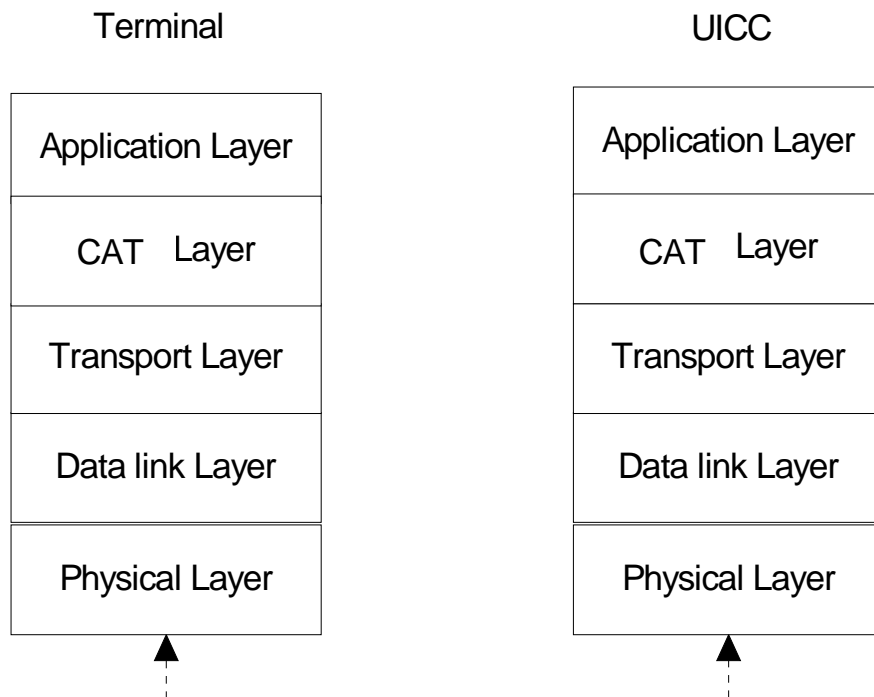 Terminal
UICC
Application Layer
Application Layer
CAT Layer
CAT Layer
Transport Layer
Transport Layer
Data link Layer
Data link Layer
Physical Layer
Physical Layer